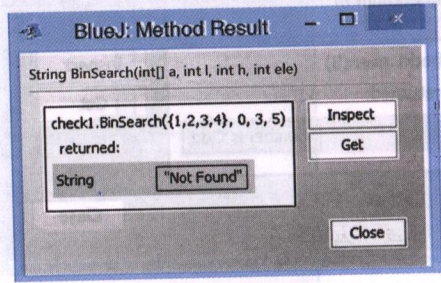 BlueJ: Method Result
String BinSearch(int[] a, int l, int h, int ele)
check1.BinSearch({1,2,3,4}, 0, 3, 5)
returned:
String "Not Found"
Inspect
Get
Close